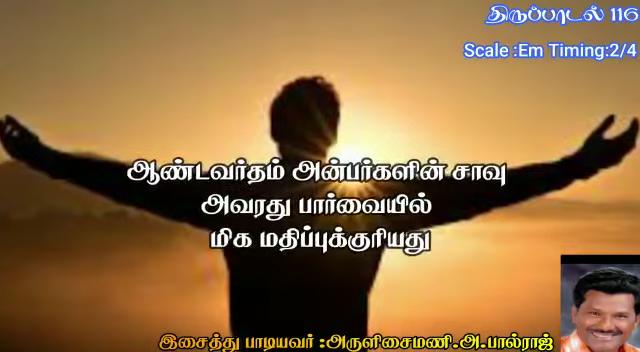 திருப்பாடல் 116
Scale :Em Timing:2/4
ஆண்டவர்தம் அன்பர்களின் சாவு
அவரது பார்வையில்
மிக மதிப்புக்குரியது
இசைத்து பாடியவர் :அருளிசைமணி.அ.பால்ராஜ்